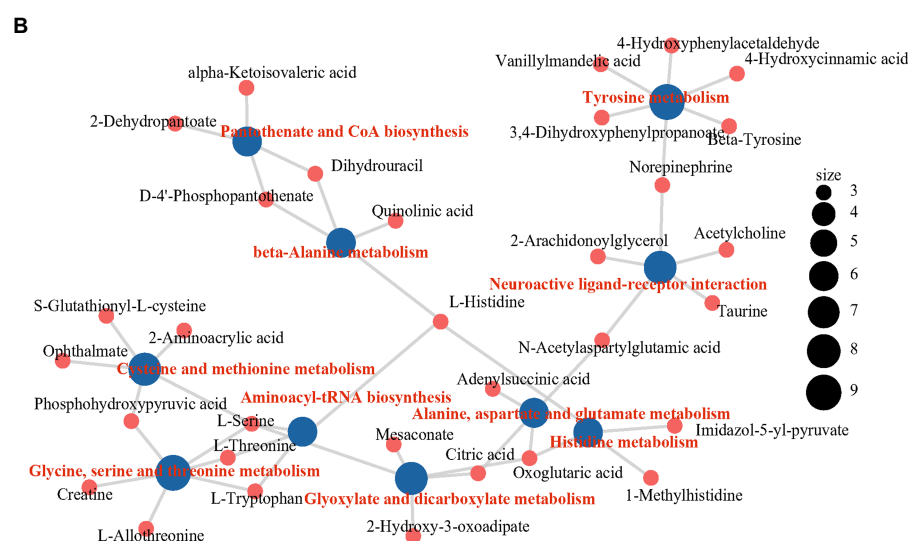 B
4-Hydroxyphenylacetaldehyde
Vanillylmandelic acid
4-Hydroxycinnamic acid
alpha-Ketoisovaleric acid
Tyrosine metabolism
2-Dehydropantoate
Pantothenate and CoA biosynthesis
3,4-Dihydroxyphenylpropanoate
Beta-Tyrosine
Dihydrouracil
Norepinephrine
size
3
D-4'-Phosphopantothenate
Quinolinic acid
4
2-Arachidonoylglycerol
Acetylcholine
5
beta-Alanine metabolism
6
Neuroactive ligand-receptor interaction
S-Glutathionyl-L-cysteine
L-Histidine
Taurine
7
2-Aminoacrylic acid
Ophthalmate
N-Acetylaspartylglutamic acid
8
Cysteine and methionine metabolism
Adenylsuccinic acid
9
Aminoacyl-tRNA biosynthesis
Phosphohydroxypyruvic acid
L-Serine
Alanine, aspartate and glutamate metabolism
Mesaconate
Imidazol-5-yl-pyruvate
L-Threonine
Histidine metabolism
Citric acid
Glycine, serine and threonine metabolism
Oxoglutaric acid
Creatine
L-Tryptophan
Glyoxylate and dicarboxylate metabolism
1-Methylhistidine
2-Hydroxy-3-oxoadipate
L-Allothreonine